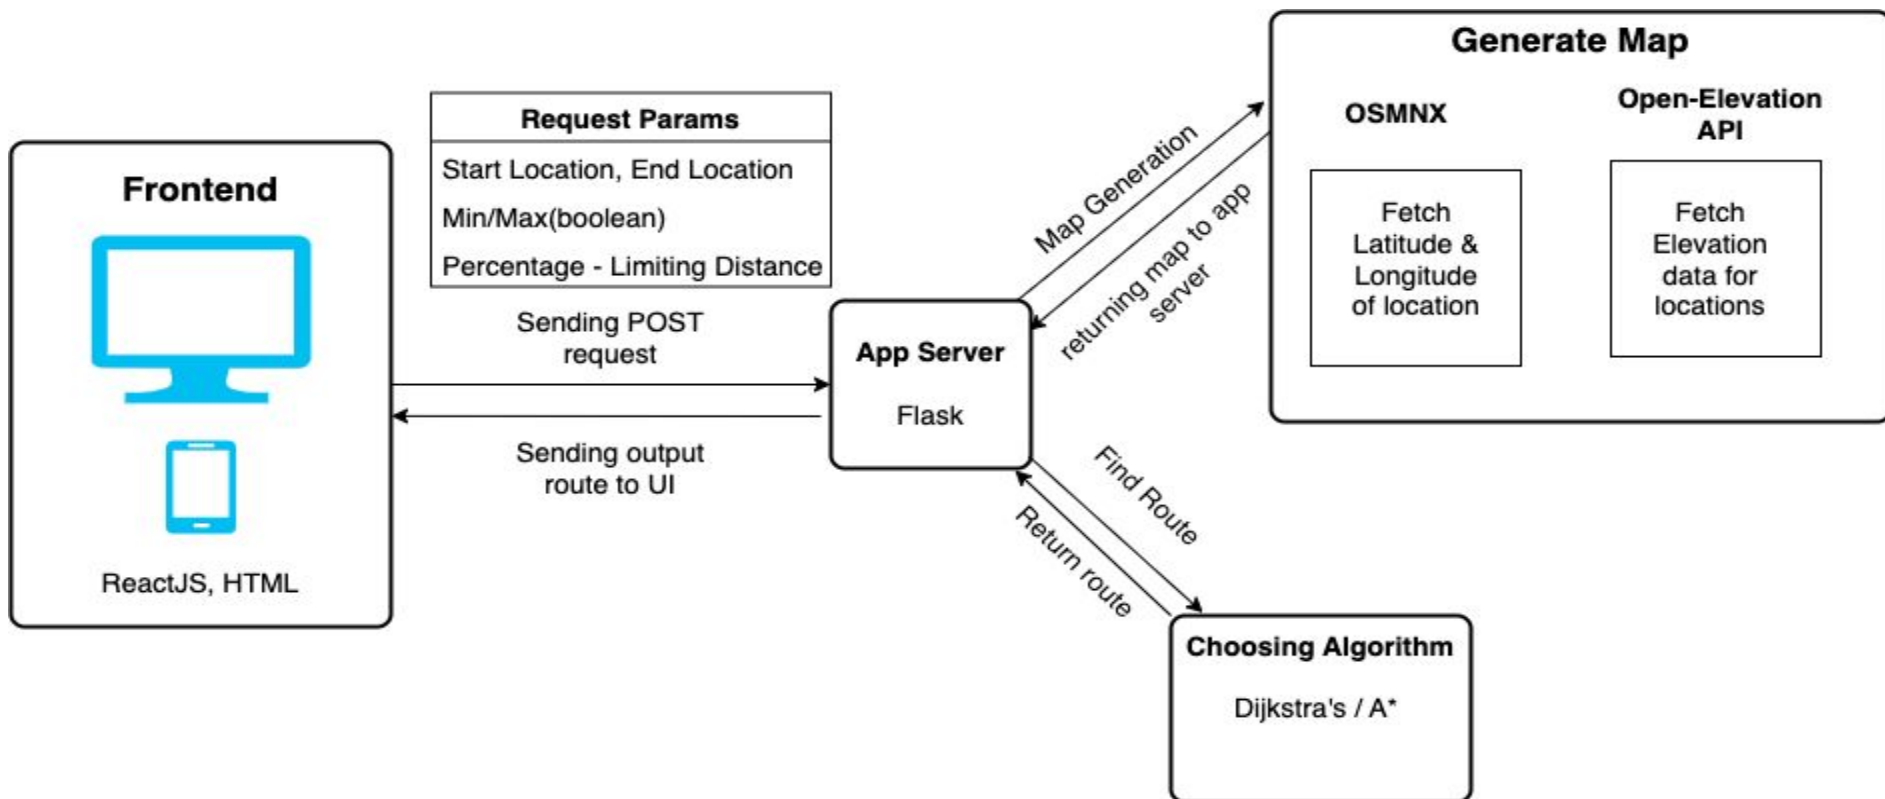 Frontend
ReactJS, HTML
Request Params
Start Location, End Location
Min/Max(boolean)
Percentage - Limiting Distance
Sending POST
request
Sending output
route to UI
App Server
Flask
Map Generation
returning map to app
server
Generate Map
OSMNX
Fetch
Latitude &
Longitude
of location
Open-Elevation
API
Fetch
Elevation
data for
locations
Find Route
Return route
Choosing Algorithm
Dijkstra's / A*